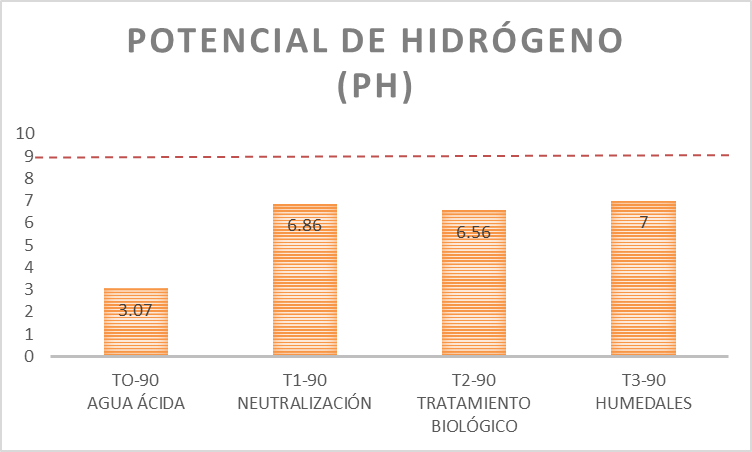 POTENCIAL DE HIDRÓGENO
(PH)
10
9
8
7
6
5
4
3
2
1
0
3.07
6.86
6.56
7
TO-90
AGUA ÁCIDA
T1-90
NEUTRALIZACIÓN
T2-90
TRATAMIENTO
BIOLÓGICO
T3-90
HUMEDALES